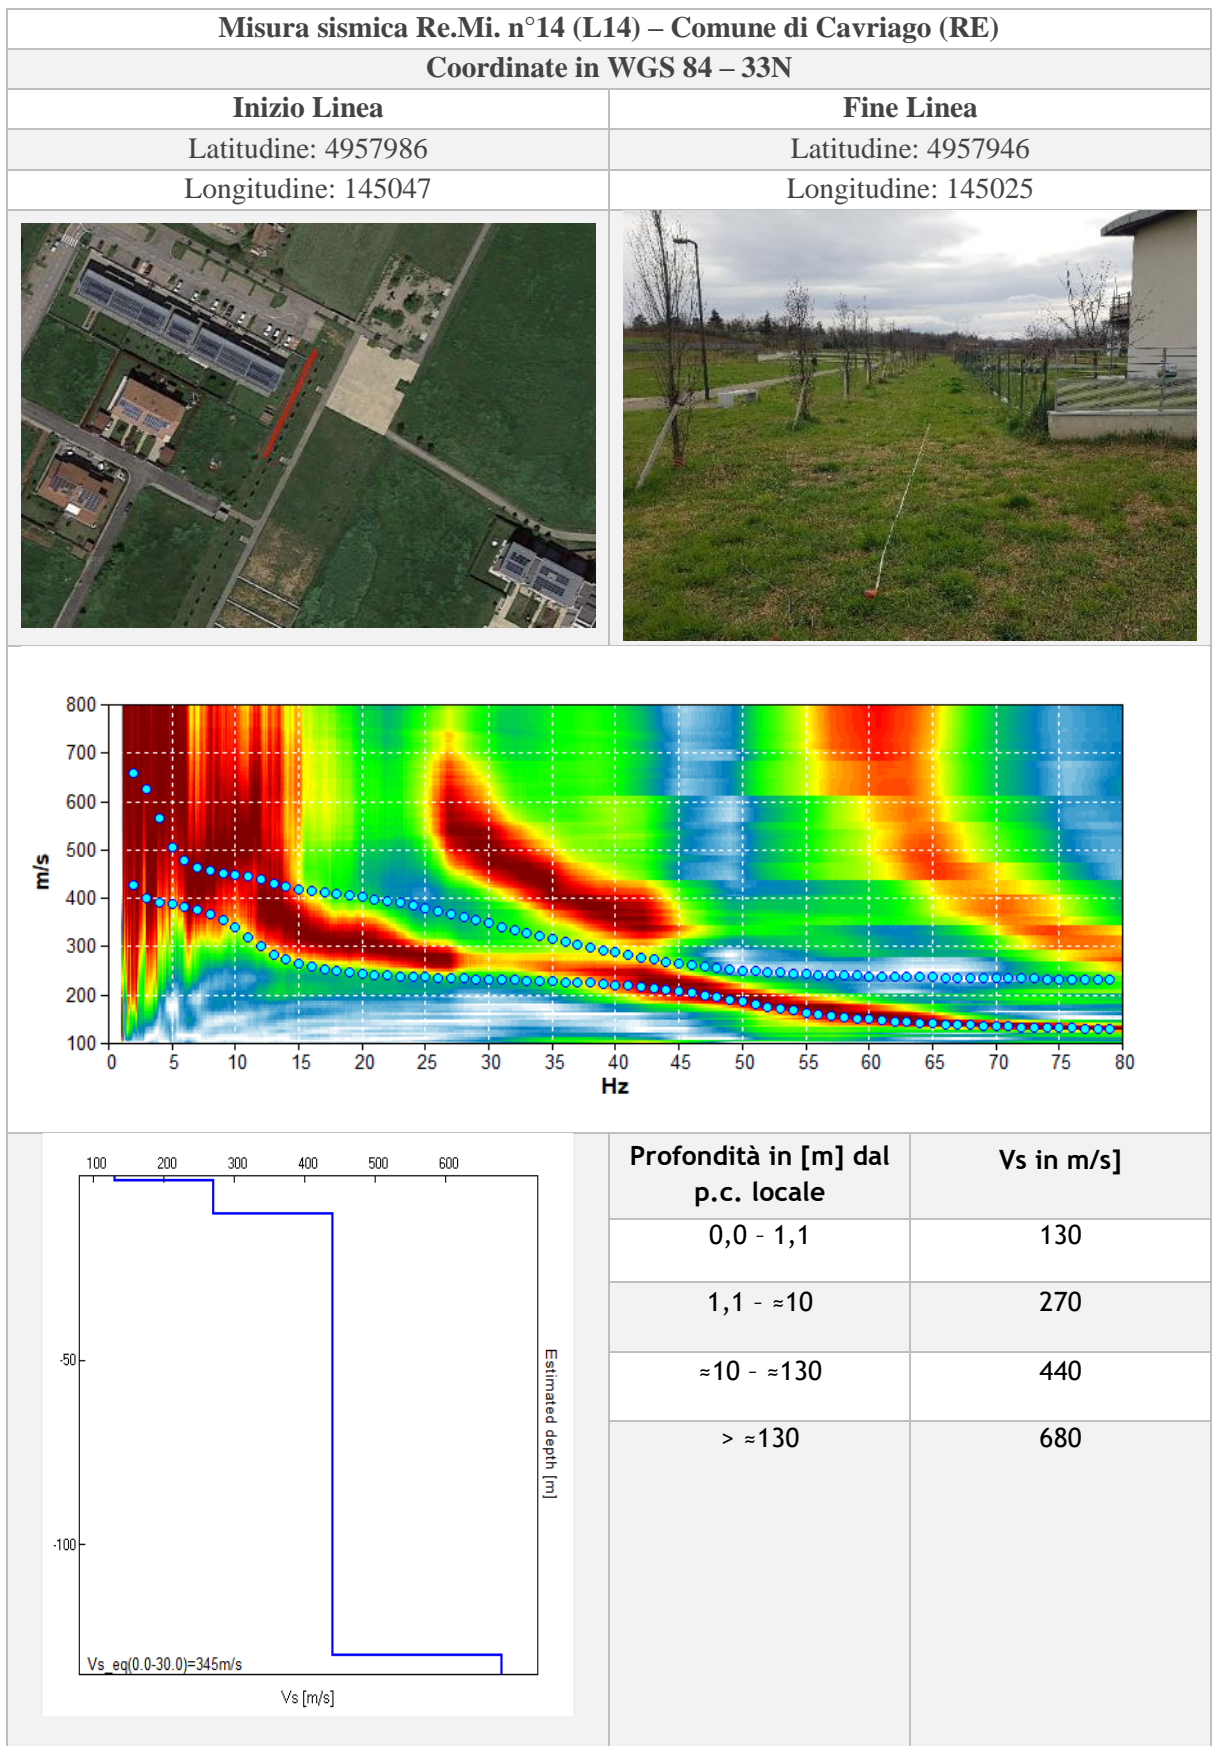 Misura sismica Re.Mi. n°14 (L14) – Comune di Cavriago (RE)
Coordinate in WGS 84 – 33N
Inizio Linea
Fine Linea
Latitudine: 4957986
Latitudine: 4957946
Longitudine: 145047
Longitudine: 145025
800
700
600
500
400
300
200
100
m/s
0 5 10 15 20 25 30 35 40 45 50 55 60 65 70 75 80
Hz
100 200 300 400 500 600
-50
-100
Estimated depth [m]
Vs_eq(0.0-30.0)=345m/s
Vs [m/s]
Profondità in [m] dal
p.c. locale
Vs in m/s]
0,0 – 1,1
130
1,1 – ≈10
270
≈10 – ≈130
440
> ≈130
680